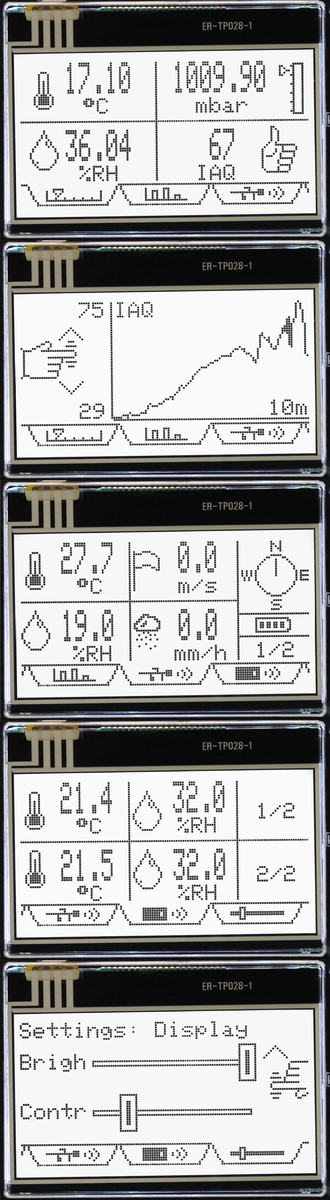 ER-TP028-1
17.10 1009.90
°C mbar
36.04 67
%RH IAQ
ER-TP028-1
75 IAQ
29 10m
ER-TP028-1
27.7 0.0 N
°C m/s W E
S
19.0 0.0
%RH mm/h 1/2
ER-TP028-1
21.4 32.0 1/2
°C %RH
21.5 32.0 2/2
°C %RH
ER-TP028-1
Settings: Display
Brigh
Contr